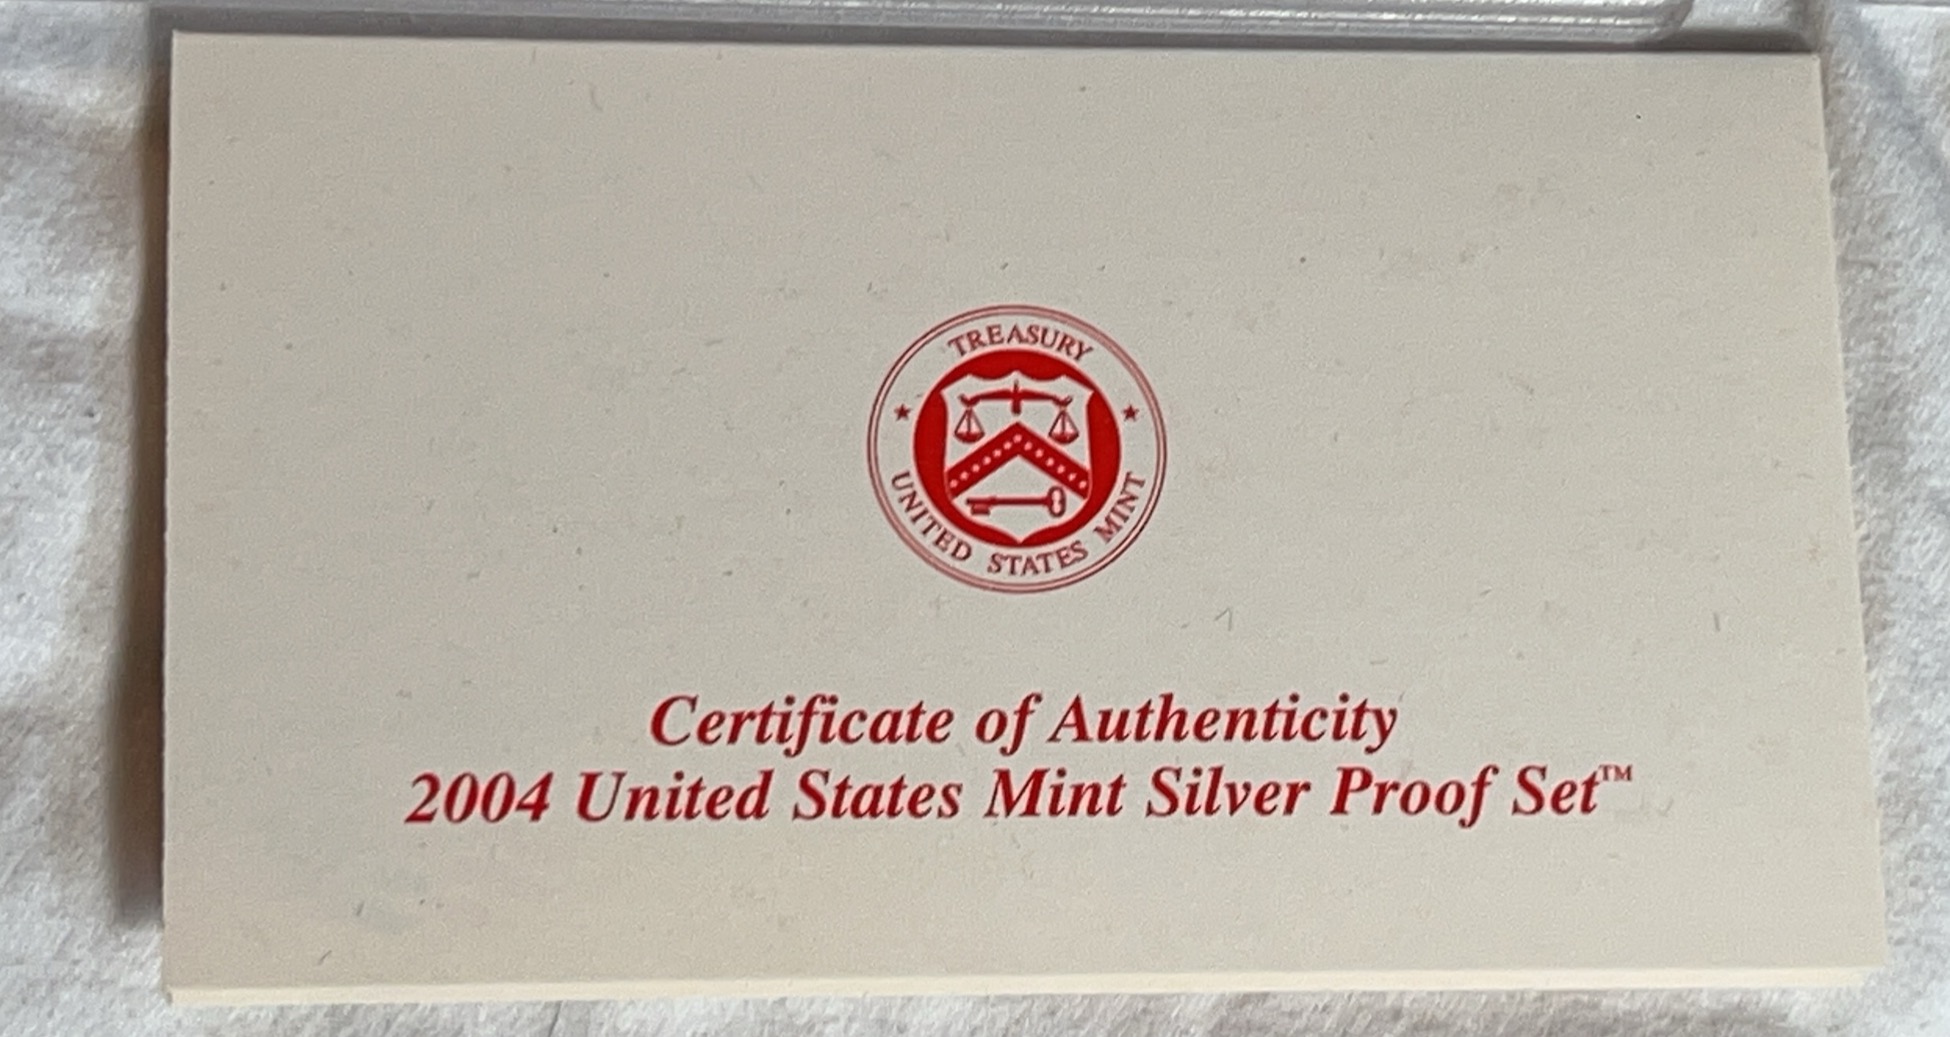 TREASURY
UNITED STATES MINT
Certificate of Authenticity
2004 United States Mint Silver Proof Set™